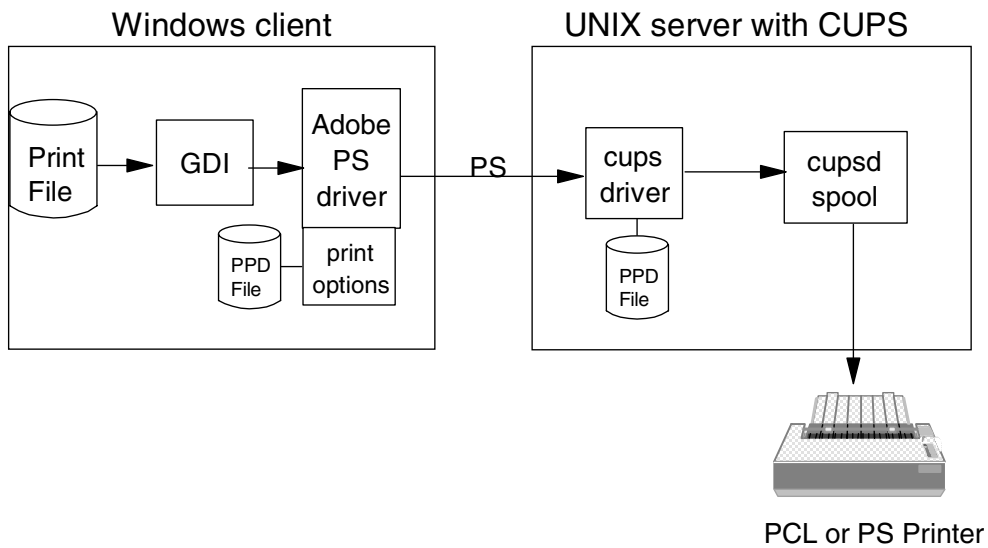 Windows client
UNIX server with CUPS
Print
File
GDI
Adobe
PS
driver
print
options
PPD
File
PS
cups
driver
PPD
File
cupsd
spool
PCL or PS Printer